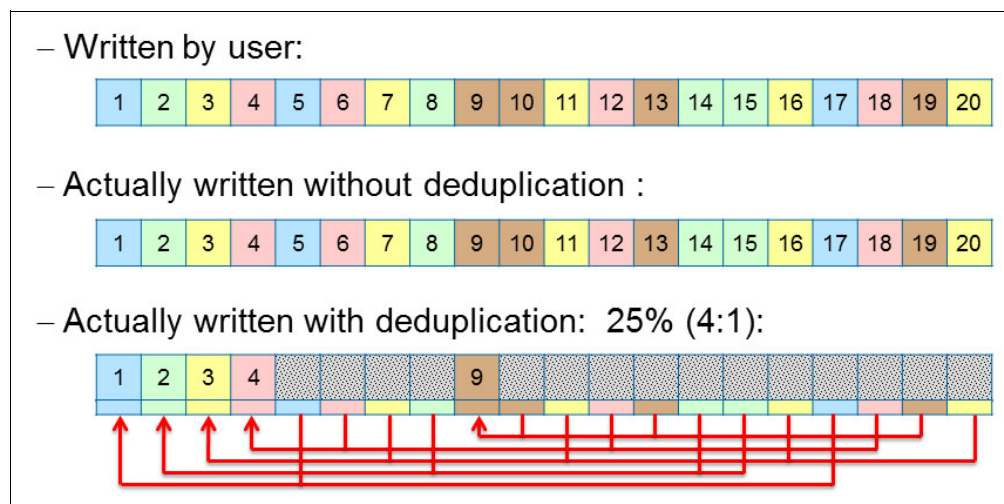 – Written by user:
1 2 3 4 5 6 7 8 9 10 11 12 13 14 15 16 17 18 19 20
– Actually written without deduplication :
1 2 3 4 5 6 7 8 9 10 11 12 13 14 15 16 17 18 19 20
– Actually written with deduplication: 25% (4:1):
1 2 3 4 9